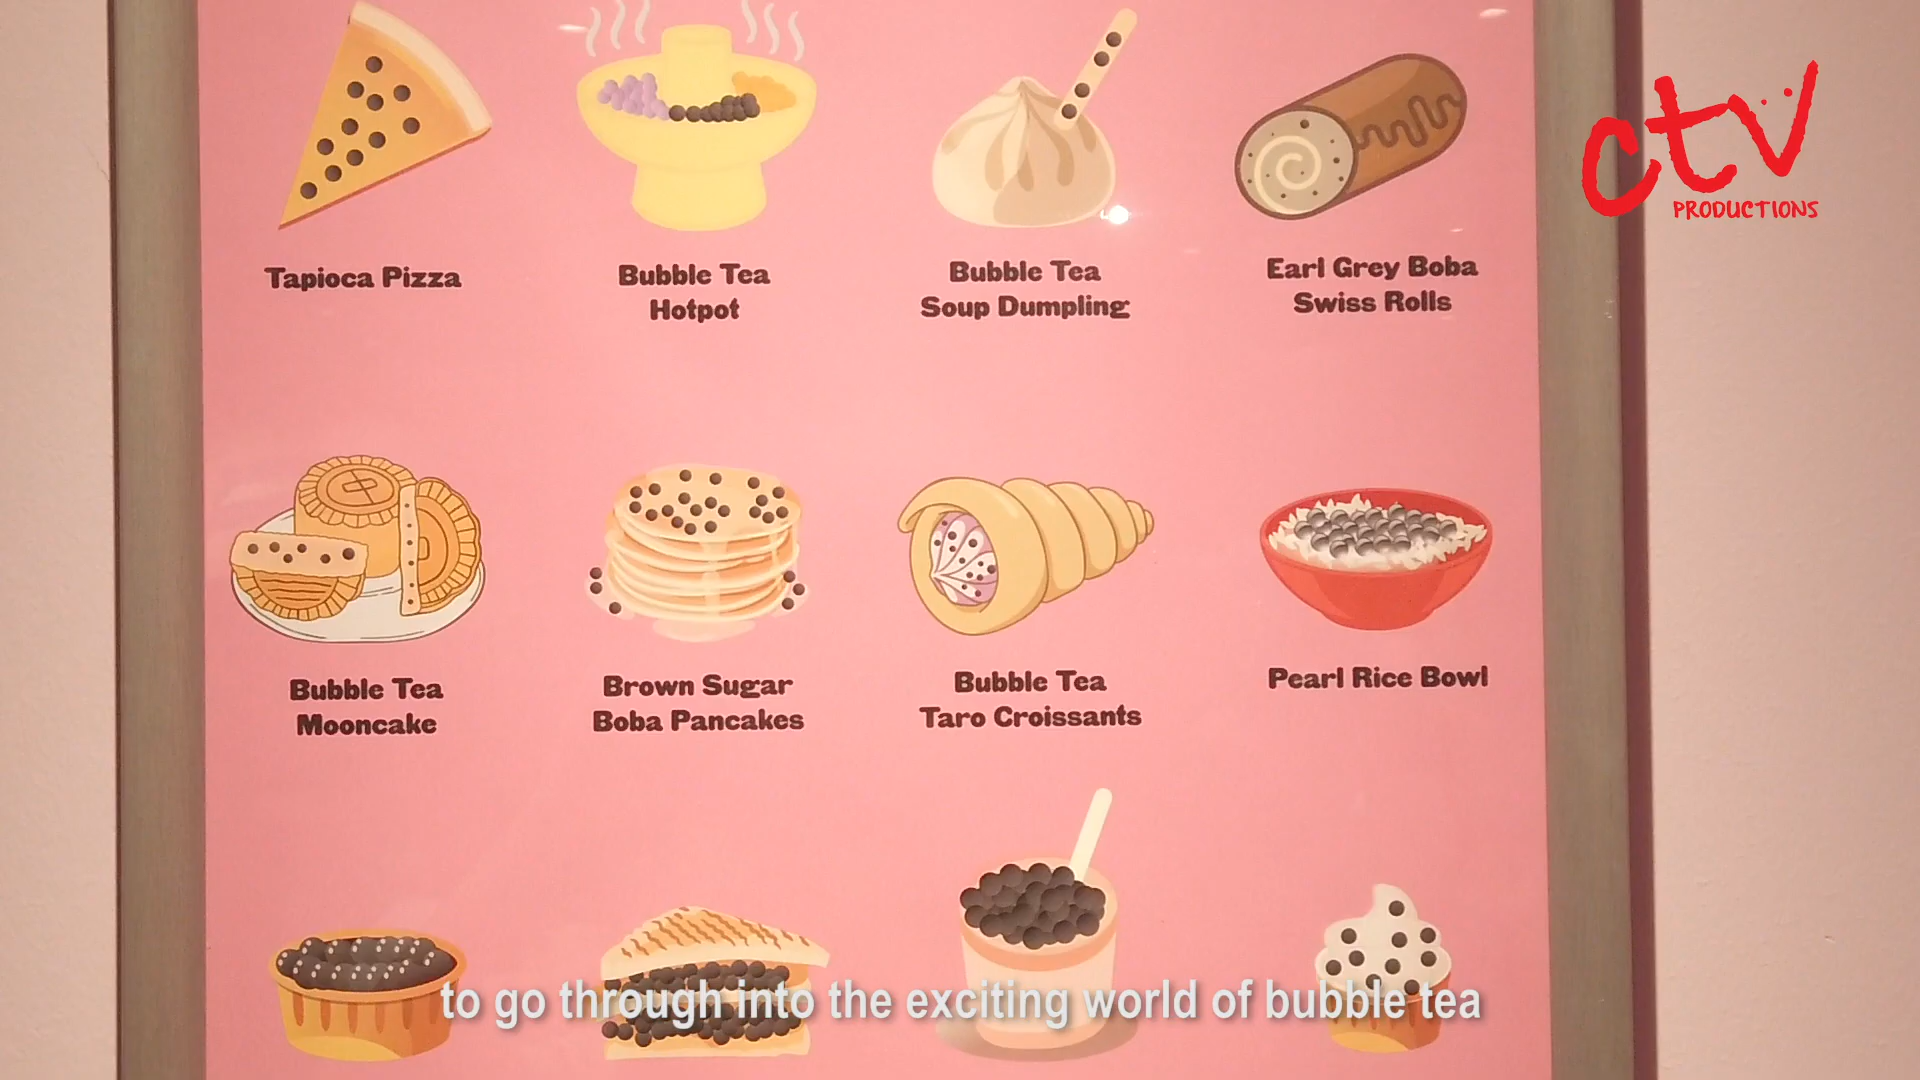 ctv
PRODUCTIONS
Tapioca Pizza
Bubble Tea
Hotpot
Bubble Tea
Soup Dumpling
Earl Grey Boba
Swiss Rolls
Bubble Tea
Mooncake
Brown Sugar
Boba Pancakes
Bubble Tea
Taro Croissants
Pearl Rice Bowl
to go through into the exciting world of bubble tea